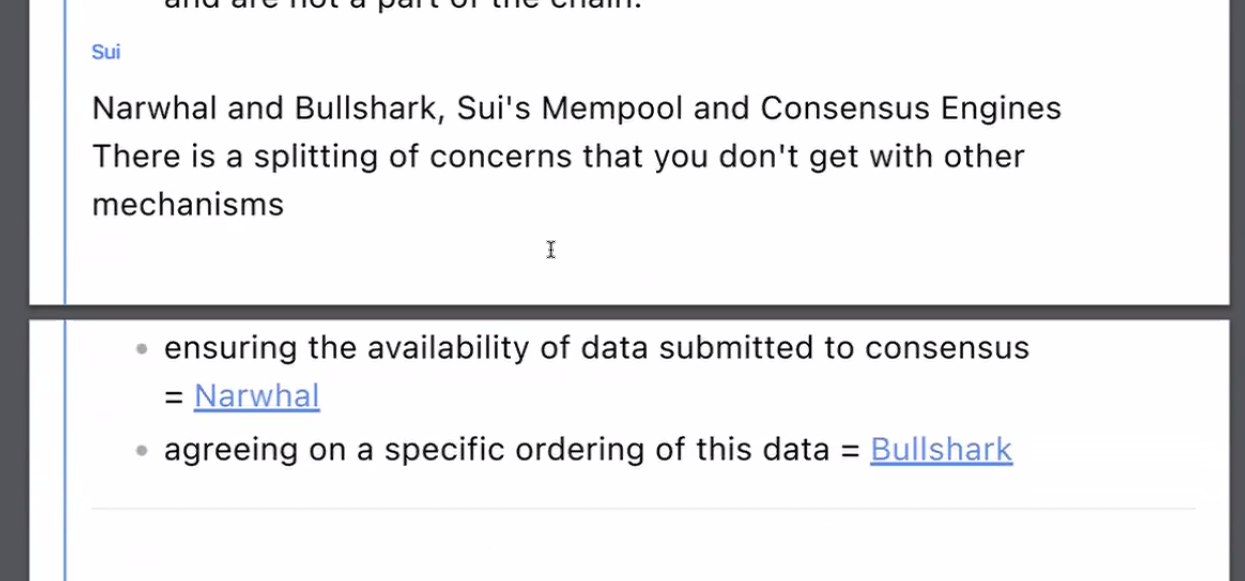 and are not a part of the chain.
Sui
Narwhal and Bullshark, Sui's Mempool and Consensus Engines
There is a splitting of concerns that you don't get with other
mechanisms
ensuring the availability of data submitted to consensus
= Narwhal
agreeing on a specific ordering of this data = Bullshark